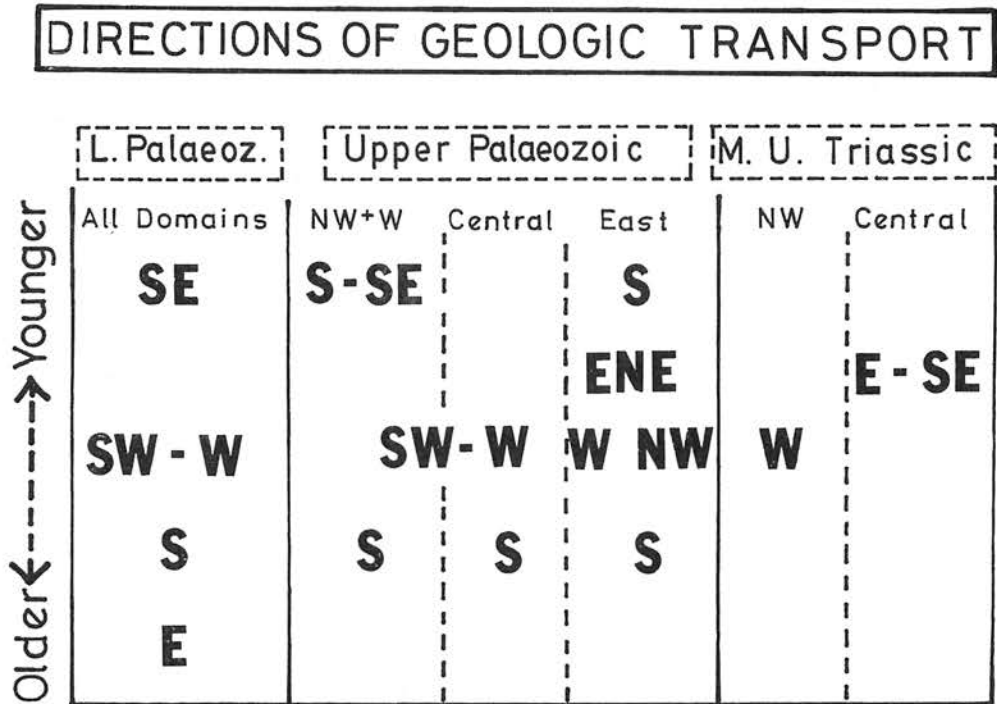 DIRECTIONS OF GEOLOGIC TRANSPORT
L. Palaeoz. Upper Palaeozoic M. U. Triassic
All Domains NW+W Central East NW Central
SE S-SE S
ENE E-SE
SW-W SW-W W NW W
S S S S
E
Older Younger